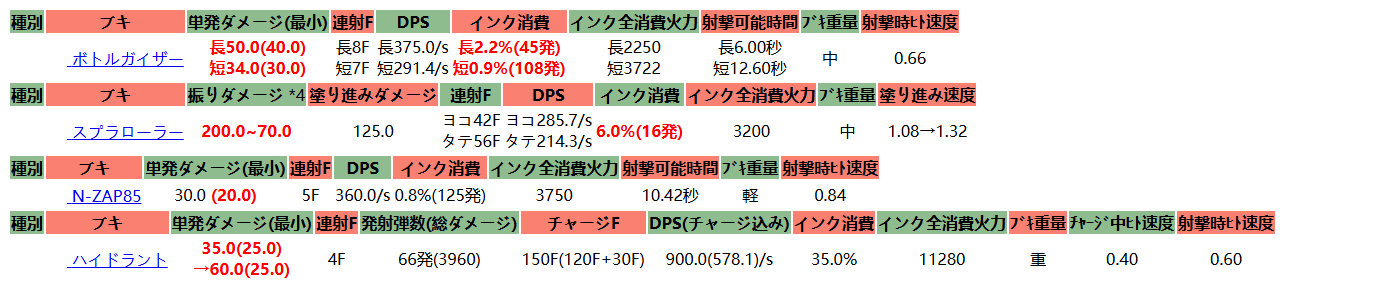 種別 ブキ 単発ダメージ(最小) 連射F DPS インク消費 インク全消費火力 射撃可能時間 ﾌﾞｷ重量 射撃時ﾋﾄ速度
ボトルガイザー 長50.0(40.0) 長8F 長375.0/s 長2.2%(45発) 長2250 長6.00秒 中 0.66
短34.0(30.0) 短7F 短291.4/s 短0.9%(108発) 短3722 短12.60秒
種別 ブキ 振りダメージ *4 塗り進みダメージ 連射F DPS インク消費 インク全消費火力 ﾌﾞｷ重量 塗り進み速度
スプラローラー 200.0~70.0 125.0 ヨコ42F ヨコ285.7/s 6.0%(16発) 3200 中 1.08→1.32
タテ56F タテ214.3/s
種別 ブキ 単発ダメージ(最小) 連射F DPS インク消費 インク全消費火力 射撃可能時間 ﾌﾞｷ重量 射撃時ﾋﾄ速度
N-ZAP85 30.0 (20.0) 5F 360.0/s 0.8%(125発) 3750 10.42秒 軽 0.84
種別 ブキ 単発ダメージ(最小) 連射F 発射弾数(総ダメージ) チャージF DPS(チャージ込み) インク消費 インク全消費火力 ﾌﾞｷ重量 ﾁｬｰｼﾞ中ﾋﾄ速度 射撃時ﾋﾄ速度
ハイドラント 35.0(25.0) 4F 66発(3960) 150F(120F+30F) 900.0(578.1)/s 35.0% 11280 重 0.40 0.60
→60.0(25.0)